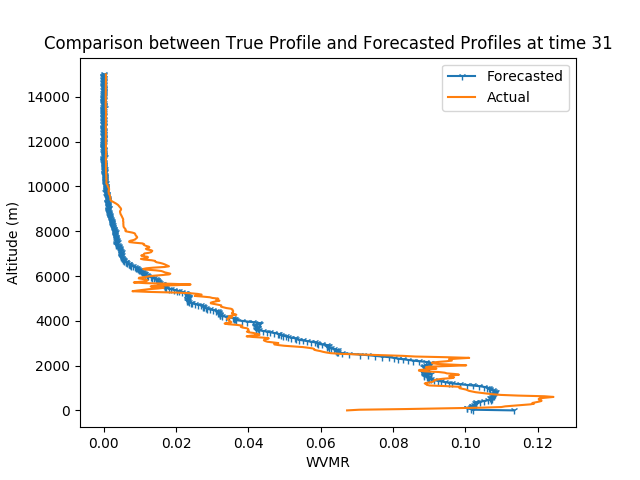 Comparison between True Profile and Forecasted Profiles at time 31
Forecasted
Actual
14000
12000
10000
8000
6000
4000
2000
0
Altitude (m)
0.00 0.02 0.04 0.06 0.08 0.10 0.12
WVMR